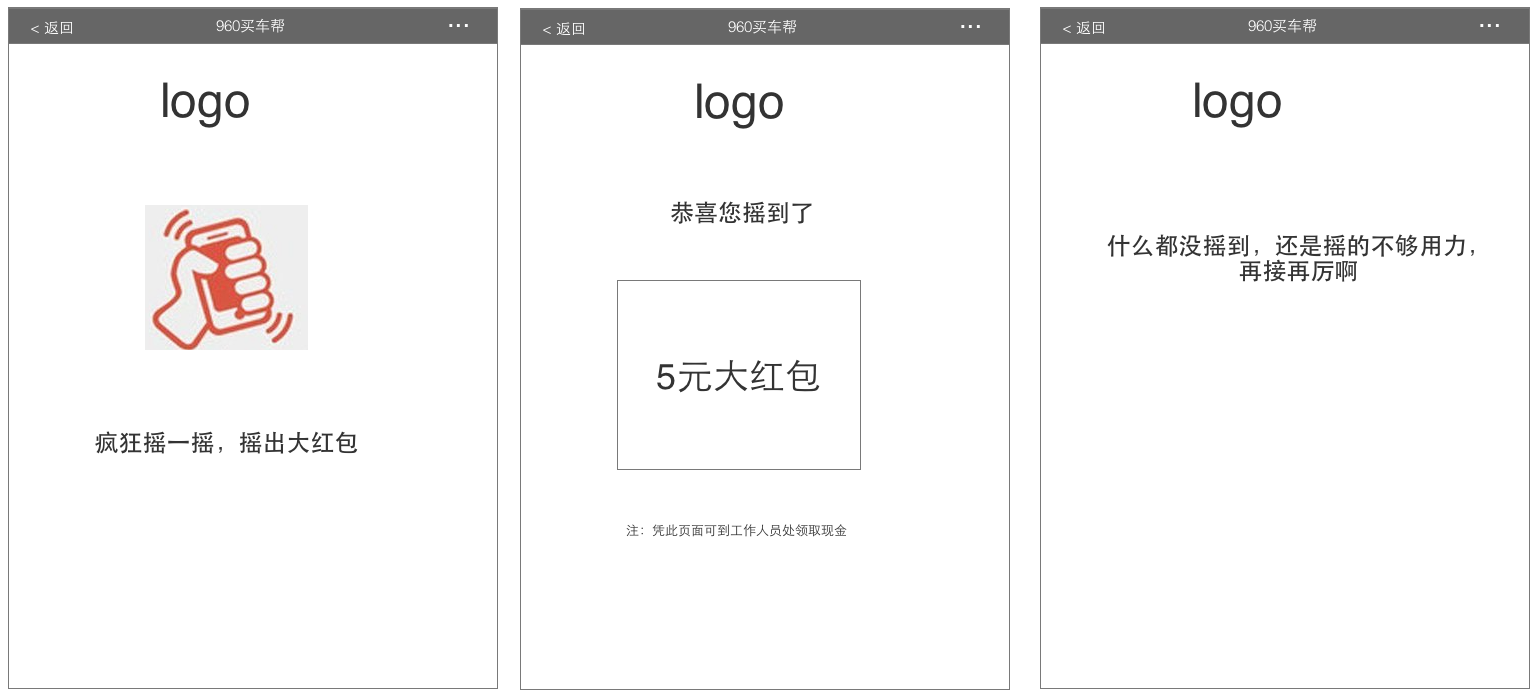 < 返回
960买车帮
...
logo
疯狂摇一摇，摇出大红包
< 返回
960买车帮
...
logo
恭喜您摇到了
5元大红包
注：凭此页面可到工作人员处领取现金
< 返回
960买车帮
...
logo
什么都没摇到，还是摇的不够用力，
再接再厉啊